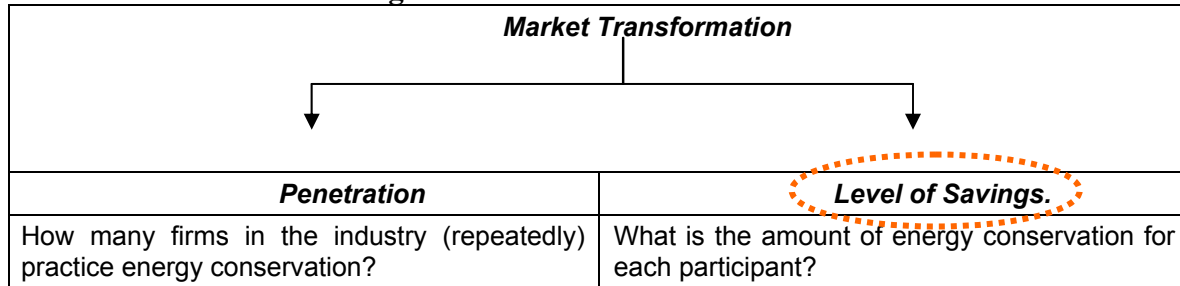 Market Transformation
Penetration
Level of Savings.
How many firms in the industry (repeatedly)
practice energy conservation?
What is the amount of energy conservation for
each participant?